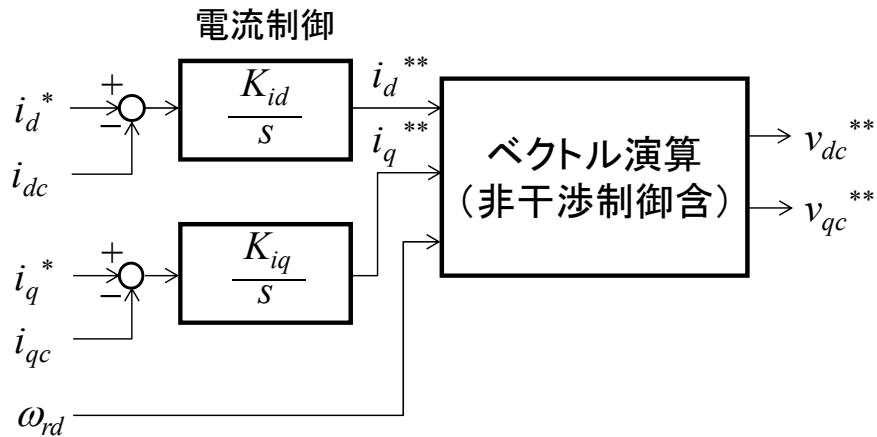 電流制御
i_d* + − K_id / s i_d** v_dc**
i_dc i_q** ベクトル演算
（非干渉制御含） v_qc**
i_q* + − K_iq / s
i_qc
ω_rd